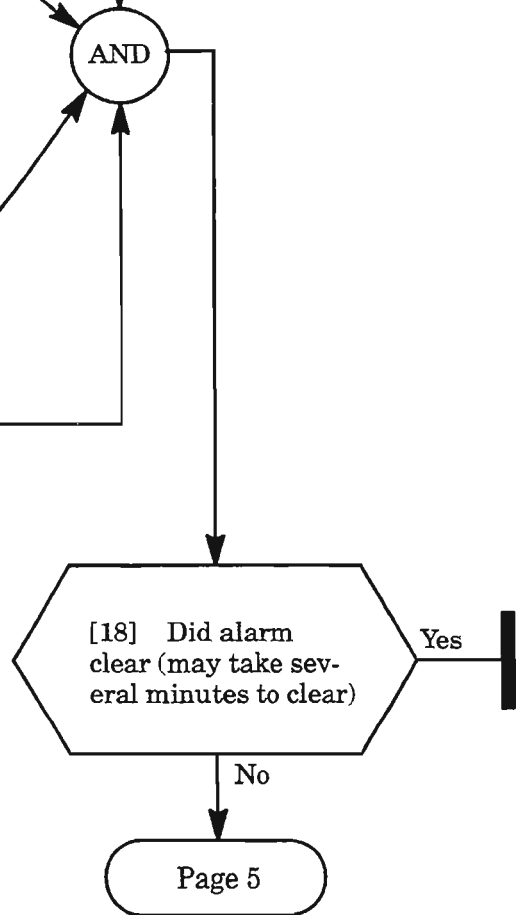 AND
[18] Did alarm
clear (may take sev-
eral minutes to clear)
Yes
No
Page 5